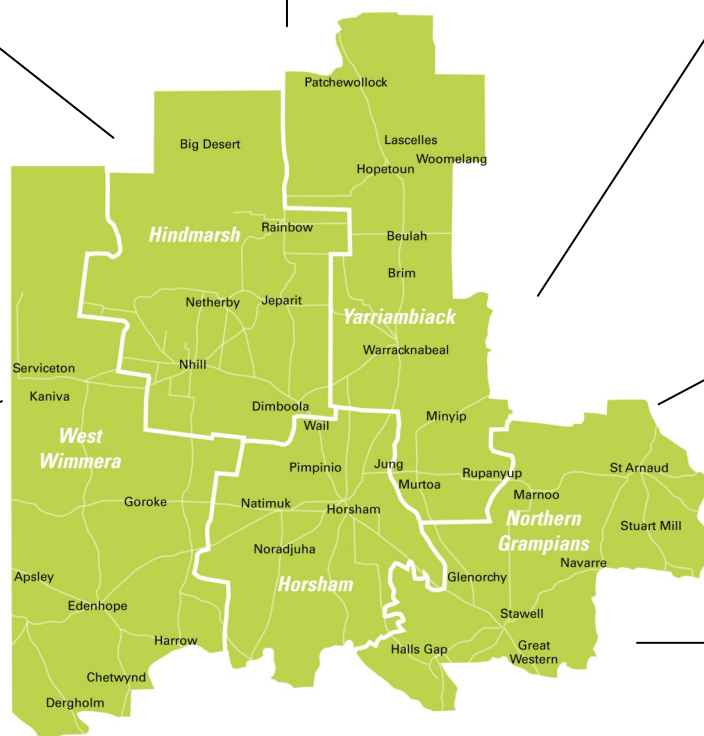 Patchewollock
Lascelles
Big Desert
Woomelang
Hopetoun
Rainbow
Hindmarsh
Beulah
Brim
Netherby
Jeparit
Yarriambiack
Warracknabeal
Nhill
Serviceton
Kaniva
Dimboola
Minyip
Wail
West
Wimmera
Pimpinio
Jung
St Arnaud
Rupanyup
Murtoa
Marnoo
Goroke
Natimuk
Horsham
Northern
Grampians
Stuart Mill
Noradjuha
Navarre
Apsley
Glenorchy
Horsham
Edenhope
Stawell
Harrow
Halls Gap
Great
Western
Chetwynd
Dergholm